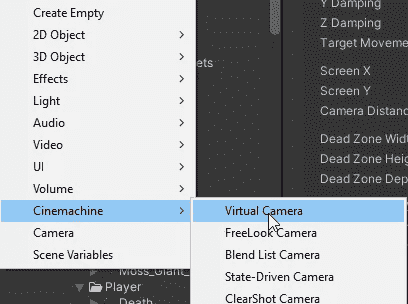 Create Empty
2D Object
3D Object
Effects
Light
Audio
Video
UI
Volume
Cinemachine
Camera
Scene Variables
Virtual Camera
FreeLook Camera
Blend List Camera
State-Driven Camera
ClearShot Camera
ets
Moss_Giant_
Player
Death
Y Damping
Z Damping
Target Moveme
Screen X
Screen Y
Camera Distanc
Dead Zone Widt
Dead Zone Heig
Dead Zone Dep